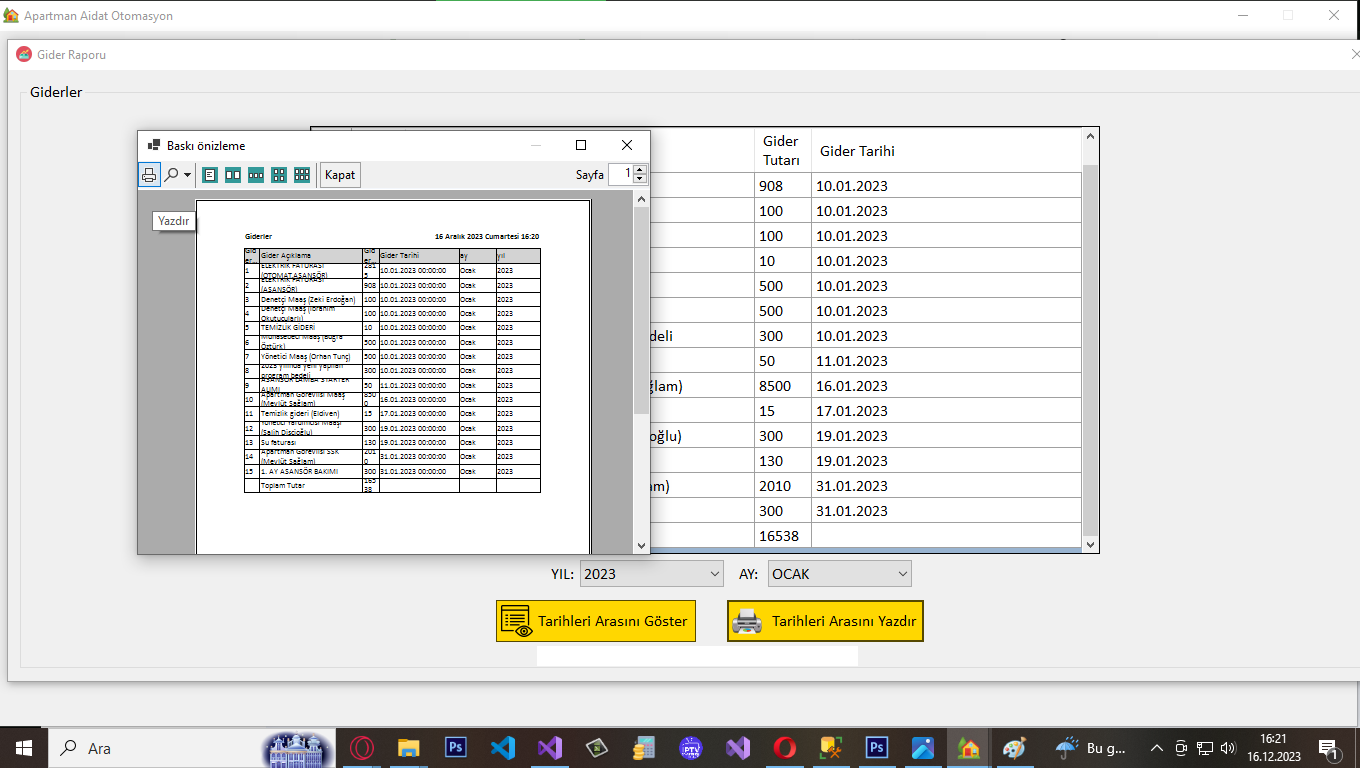 Apartman Aidat Otomasyon
Gider Raporu
Giderler
Gider Tutarı Gider Tarihi
908 10.01.2023
100 10.01.2023
100 10.01.2023
10 10.01.2023
500 10.01.2023
500 10.01.2023
deli 300 10.01.2023
50 11.01.2023
ğlam) 8500 16.01.2023
15 17.01.2023
oğlu) 300 19.01.2023
130 19.01.2023
am) 2010 31.01.2023
300 31.01.2023
16538
Baskı önizleme
Kapat Sayfa 1
Yazdır
Giderler 16 Aralık 2023 Cumartesi 16:20
Gid er... Gider Açıklama Gid er... Gider Tarihi ay yıl
1 ELEKTRİK FATURASI (OTOMAT,ASANSÖR) 281 5 10.01.2023 00:00:00 Ocak 2023
2 ELEKTRİK FATURASI (ASANSÖR) 908 10.01.2023 00:00:00 Ocak 2023
3 Denetçi Maaş (Zeki Erdoğan) 100 10.01.2023 00:00:00 Ocak 2023
4 Denetçi Maaş (İbrahim Okutucularlı) 100 10.01.2023 00:00:00 Ocak 2023
5 TEMİZLİK GİDERİ 10 10.01.2023 00:00:00 Ocak 2023
6 Muhasebeci Maaş (Buğra Öztürk) 500 10.01.2023 00:00:00 Ocak 2023
7 Yönetici Maaş (Orhan Tunç) 500 10.01.2023 00:00:00 Ocak 2023
8 2023 yılında yeni yapılan program bedeli 300 10.01.2023 00:00:00 Ocak 2023
9 ASANSÖR LAMBA STARTER ALIMI 50 11.01.2023 00:00:00 Ocak 2023
10 Apartman Görevlisi Maaş (Mevlüt Sağlam) 850 0 16.01.2023 00:00:00 Ocak 2023
11 Temizlik gideri (Eldiven) 15 17.01.2023 00:00:00 Ocak 2023
12 Yönetici Yardımcısı Maaşı (Salih Dişçioğlu) 300 19.01.2023 00:00:00 Ocak 2023
13 Su faturası 130 19.01.2023 00:00:00 Ocak 2023
14 Apartman Görevlisi SSK (Mevlüt Sağlam) 201 0 31.01.2023 00:00:00 Ocak 2023
15 1. AY ASANSÖR BAKIMI 300 31.01.2023 00:00:00 Ocak 2023
Toplam Tutar 165 38
YIL: 2023 AY: OCAK
Tarihleri Arasını Göster Tarihleri Arasını Yazdır
Ara
Ps
IPTV
Ps
Bu g...
16:21
16.12.2023
1